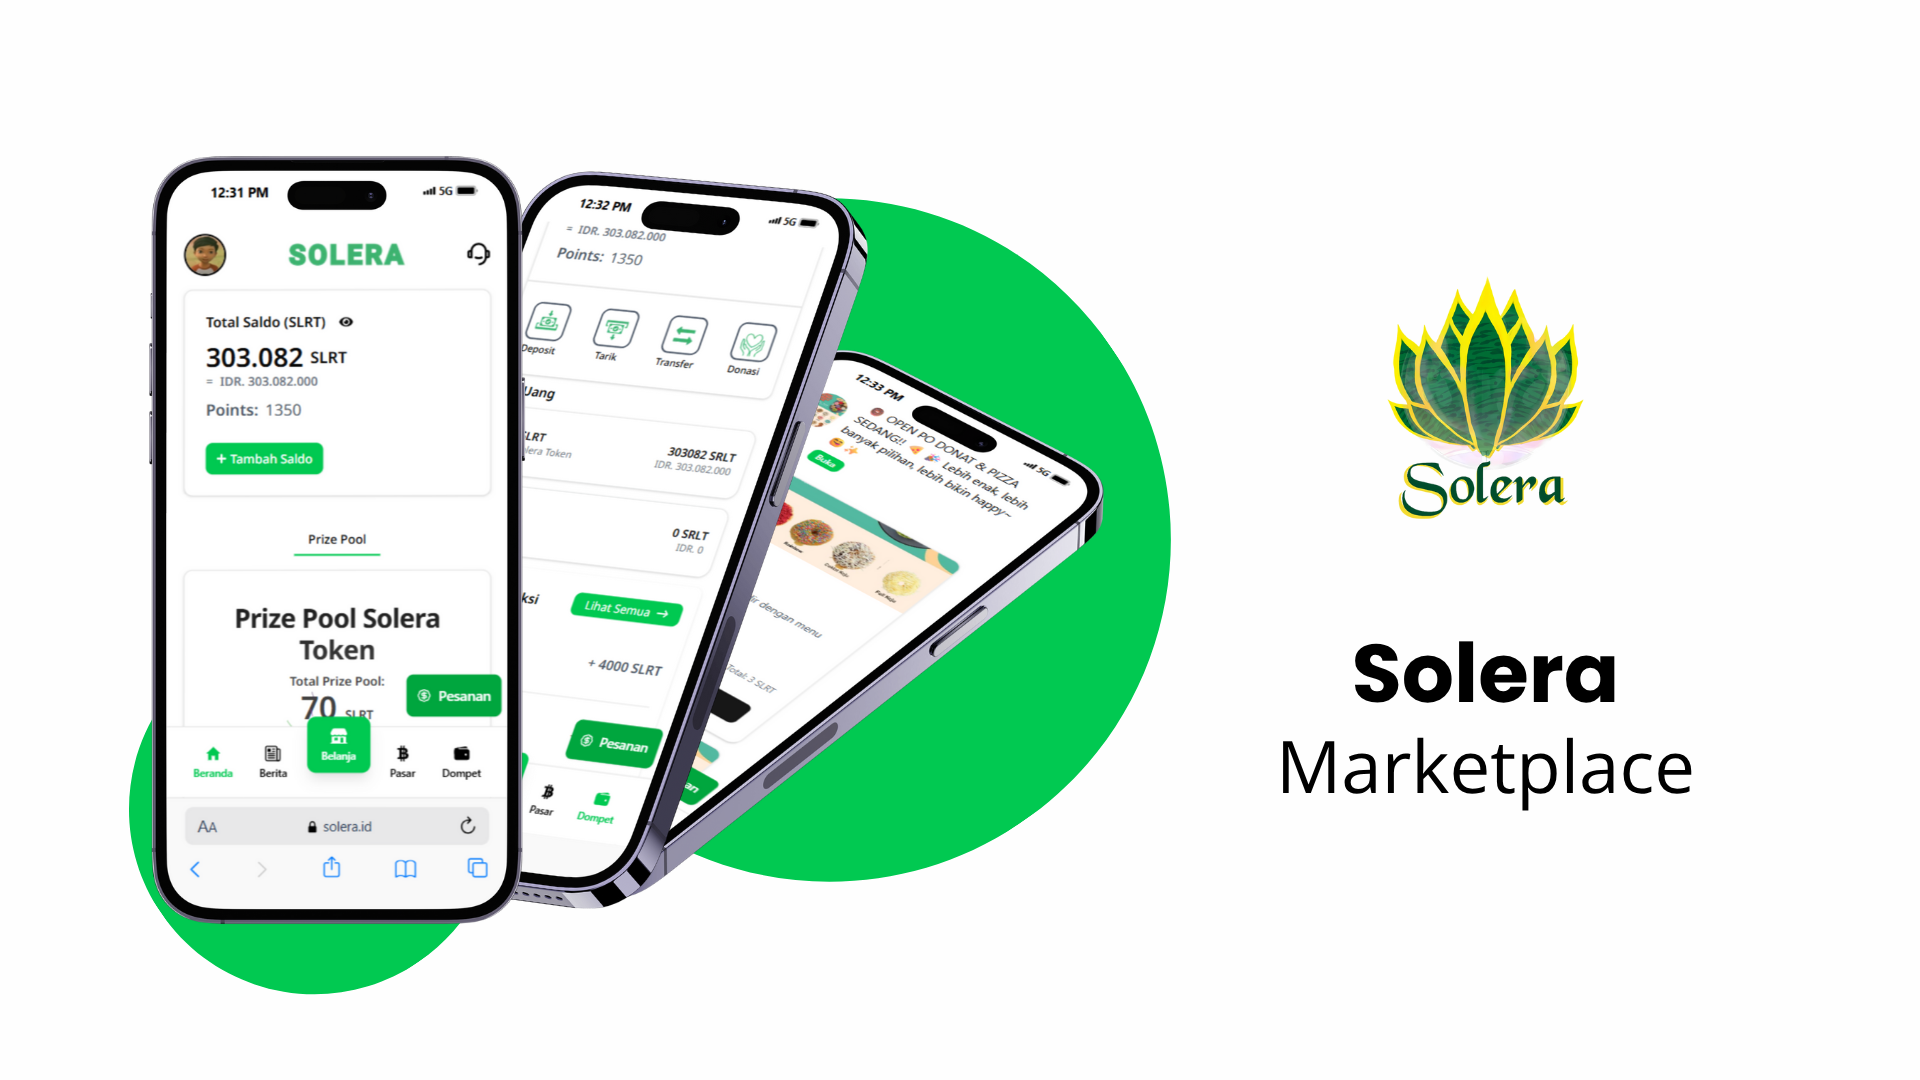 12:31 PM
5G
SOLERA
Total Saldo (SLRT)
303.082 SLRT
= IDR. 303.082.000
Points: 1350
+ Tambah Saldo
Prize Pool
Prize Pool Solera
Token
Total Prize Pool:
70 SLRT
Pesanan
Beranda
Berita
Belanja
Pasar
Dompet
AA
solera.id
12:32 PM
5G
= IDR. 303.082.000
Points: 1350
Deposit
Tarik
Transfer
Donasi
Uang
SLRT
303082 SRLT
IDR. 303.082.000
Token
0 SRLT
IDR. 0
Lihat Semua →
+ 4000 SLRT
Pesanan
Pasar
Dompet
12:33 PM
5G
OPEN PO DONAT & PIZZA
SEDANG!! Lebih enak, lebih
banyak pilihan, lebih bikin happy~
Buka
dengan menu
Total: 3 SLRT
Solera
Solera
Marketplace